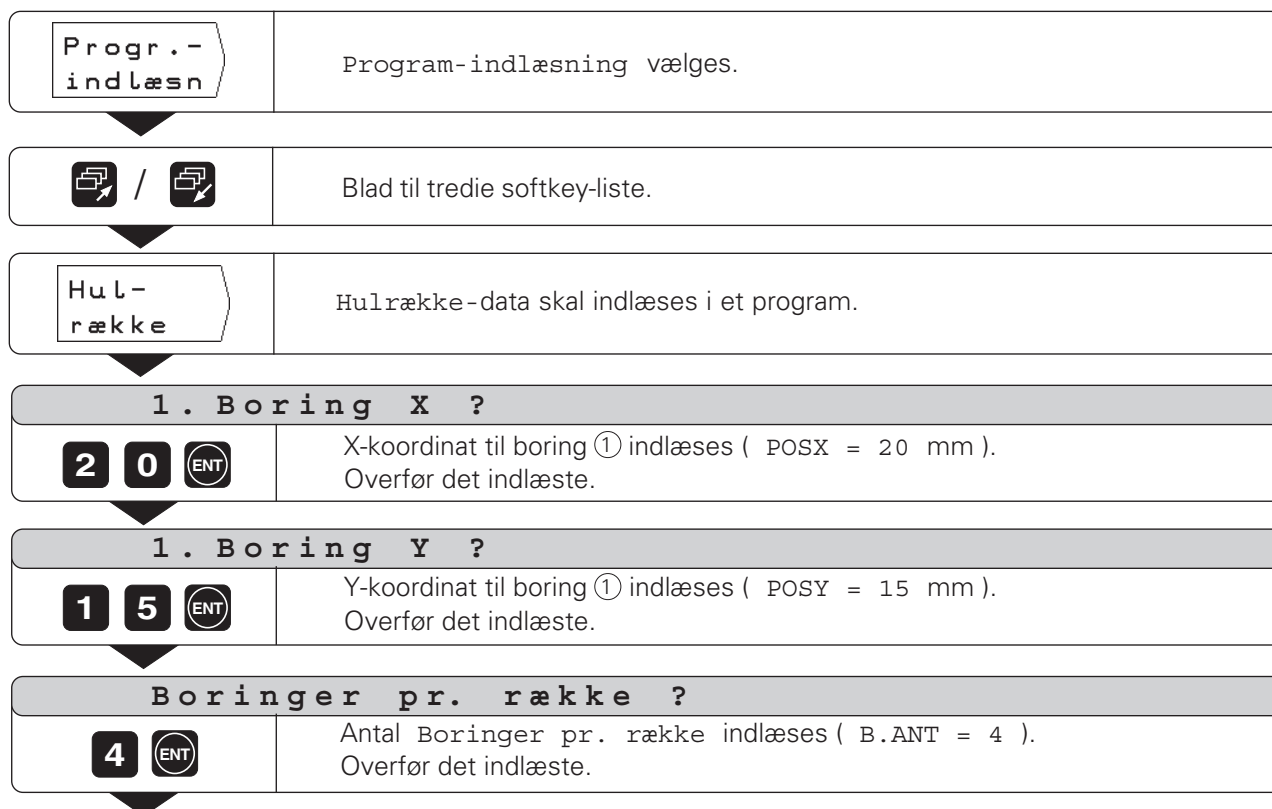 Progr.-
indlæsn
Program-indlæsning vælges.
/
Blad til tredie softkey-liste.
Hul-
række
Hulrække-data skal indlæses i et program.
1. Boring X ?
2 0 ENT
X-koordinat til boring ① indlæses ( POSX = 20 mm ).
Overfør det indlæste.
1. Boring Y ?
1 5 ENT
Y-koordinat til boring ① indlæses ( POSY = 15 mm ).
Overfør det indlæste.
Boringer pr. række ?
4 ENT
Antal Boringer pr. række indlæses ( B.ANT = 4 ).
Overfør det indlæste.